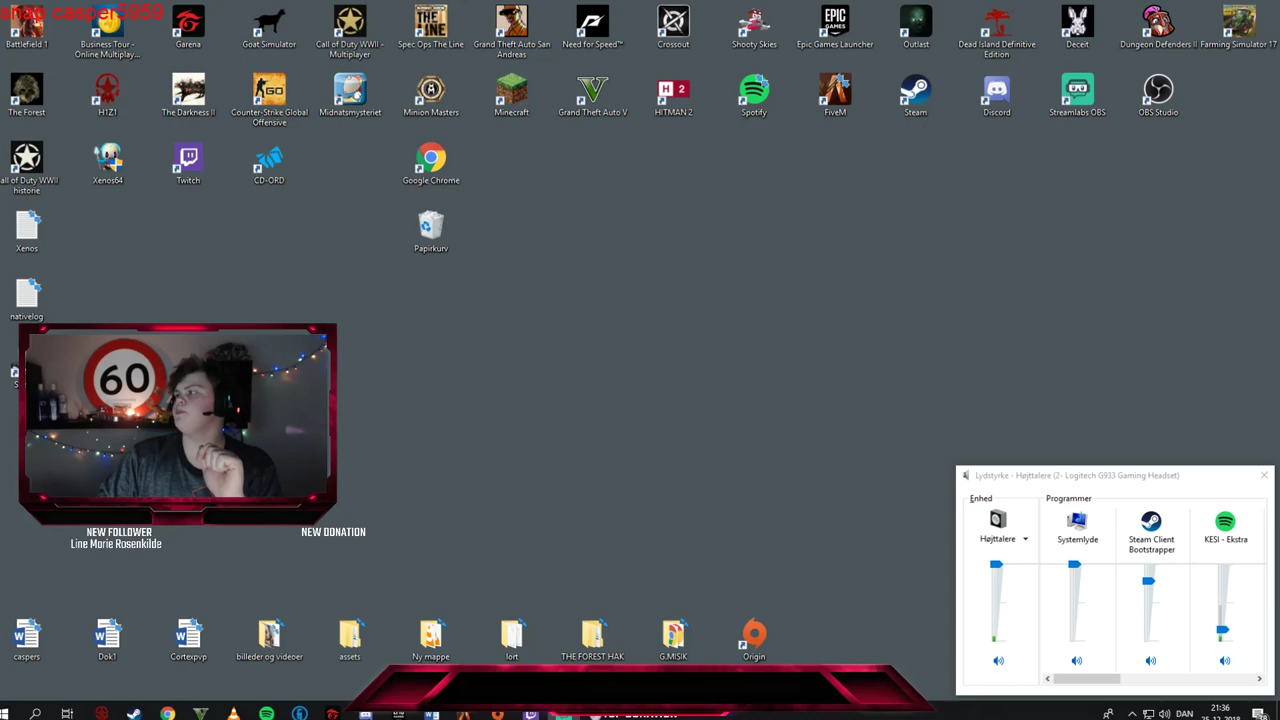 snap casper5959
Battlefield 1
Business Tour -
Online Multiplay...
Garena
Goat Simulator
Call of Duty WWII -
Multiplayer
Spec Ops The Line
Grand Theft Auto San
Andreas
Need for Speed™
Crossout
Shooty Skies
Epic Games Launcher
Outlast
Dead Island Definitive
Edition
Deceit
Dungeon Defenders II
Farming Simulator 17
The Forest
H1Z1
The Darkness II
Counter-Strike Global
Offensive
Midnatsmysteriet
Minion Masters
Minecraft
Grand Theft Auto V
HITMAN 2
Spotify
FiveM
Steam
Discord
Streamlabs OBS
OBS Studio
all of Duty WWII
historie
Xenos64
Twitch
CD-ORD
Google Chrome
Xenos
Papirkurv
nativelog
60
NEW FOLLOWER
Line Marie Rosenkilde
NEW DONATION
Lydstyrke - Højttalere (2- Logitech G933 Gaming Headset)
Enhed
Programmer
Højttalere
Systemlyde
Steam Client
Bootstrapper
KESI - Ekstra
caspers
Dok1
Cortexpvp
billeder og videoer
assets
Ny mappe
lort
THE FOREST HAK
G.MISIK
Origin
DAN
21:36
25-12-2018